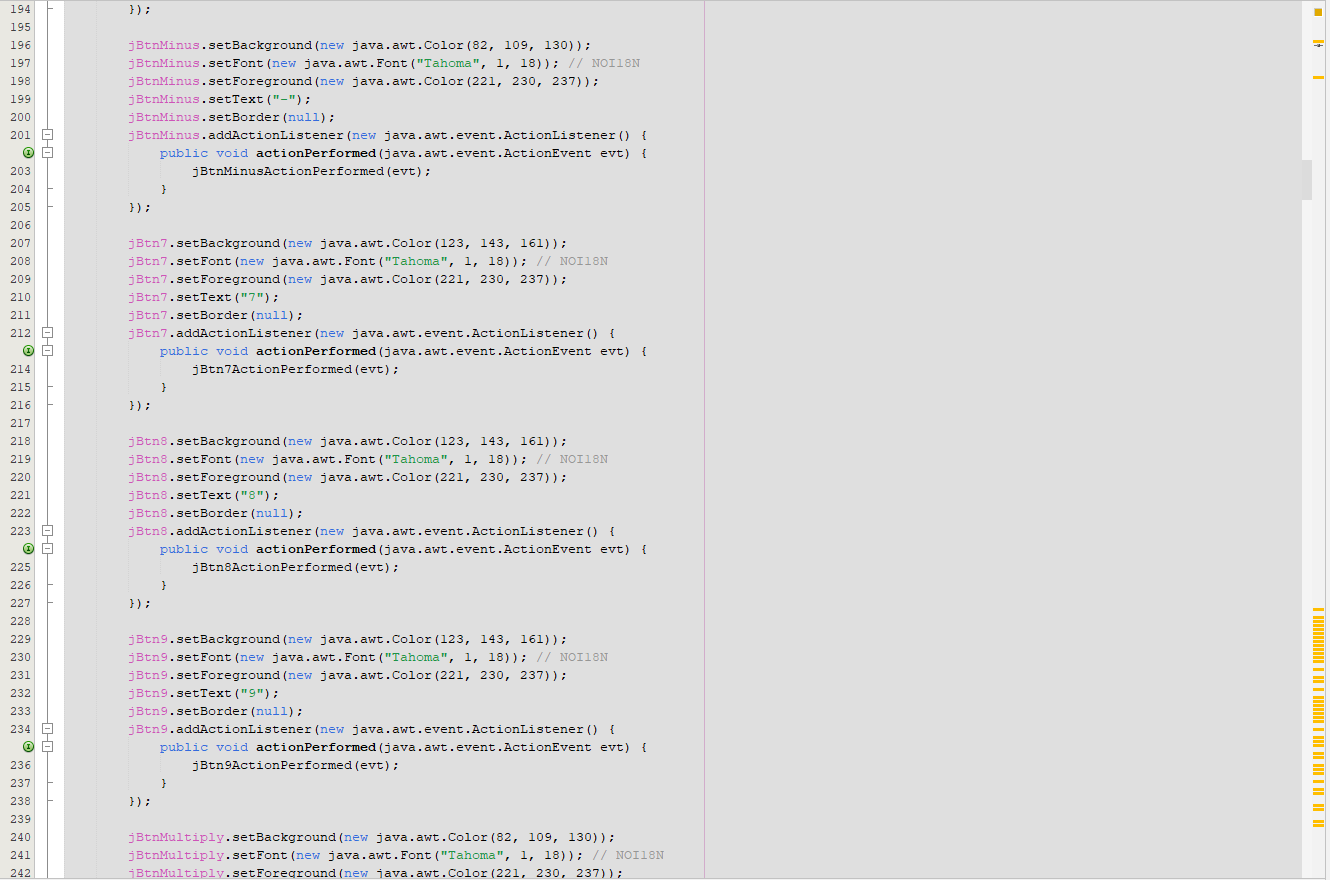 194 });
195
196 jBtnMinus.setBackground(new java.awt.Color(82, 109, 130));
197 jBtnMinus.setFont(new java.awt.Font("Tahoma", 1, 18)); // NOI18N
198 jBtnMinus.setForeground(new java.awt.Color(221, 230, 237));
199 jBtnMinus.setText("-");
200 jBtnMinus.setBorder(null);
201 jBtnMinus.addActionListener(new java.awt.event.ActionListener() {
public void actionPerformed(java.awt.event.ActionEvent evt) {
203 jBtnMinusActionPerformed(evt);
204 }
205 });
206
207 jBtn7.setBackground(new java.awt.Color(123, 143, 161));
208 jBtn7.setFont(new java.awt.Font("Tahoma", 1, 18)); // NOI18N
209 jBtn7.setForeground(new java.awt.Color(221, 230, 237));
210 jBtn7.setText("7");
211 jBtn7.setBorder(null);
212 jBtn7.addActionListener(new java.awt.event.ActionListener() {
public void actionPerformed(java.awt.event.ActionEvent evt) {
214 jBtn7ActionPerformed(evt);
215 }
216 });
217
218 jBtn8.setBackground(new java.awt.Color(123, 143, 161));
219 jBtn8.setFont(new java.awt.Font("Tahoma", 1, 18)); // NOI18N
220 jBtn8.setForeground(new java.awt.Color(221, 230, 237));
221 jBtn8.setText("8");
222 jBtn8.setBorder(null);
223 jBtn8.addActionListener(new java.awt.event.ActionListener() {
public void actionPerformed(java.awt.event.ActionEvent evt) {
225 jBtn8ActionPerformed(evt);
226 }
227 });
228
229 jBtn9.setBackground(new java.awt.Color(123, 143, 161));
230 jBtn9.setFont(new java.awt.Font("Tahoma", 1, 18)); // NOI18N
231 jBtn9.setForeground(new java.awt.Color(221, 230, 237));
232 jBtn9.setText("9");
233 jBtn9.setBorder(null);
234 jBtn9.addActionListener(new java.awt.event.ActionListener() {
public void actionPerformed(java.awt.event.ActionEvent evt) {
236 jBtn9ActionPerformed(evt);
237 }
238 });
239
240 jBtnMultiply.setBackground(new java.awt.Color(82, 109, 130));
241 jBtnMultiply.setFont(new java.awt.Font("Tahoma", 1, 18)); // NOI18N
242 jBtnMultiply.setForeground(new java.awt.Color(221, 230, 237));